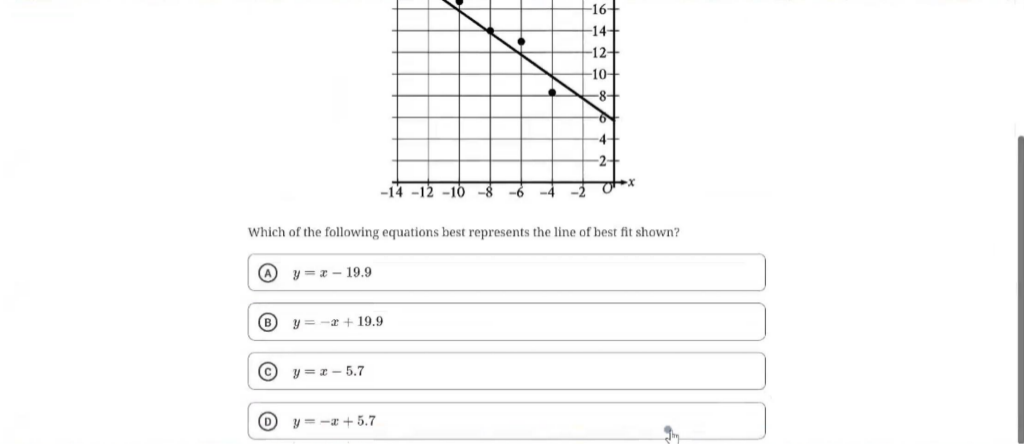 16
14
12
10
8
6
4
2
-14 -12 -10 -8 -6 -4 -2 O x
Which of the following equations best represents the line of best fit shown?
A y = x − 19.9
B y = −x + 19.9
C y = x − 5.7
D y = −x + 5.7